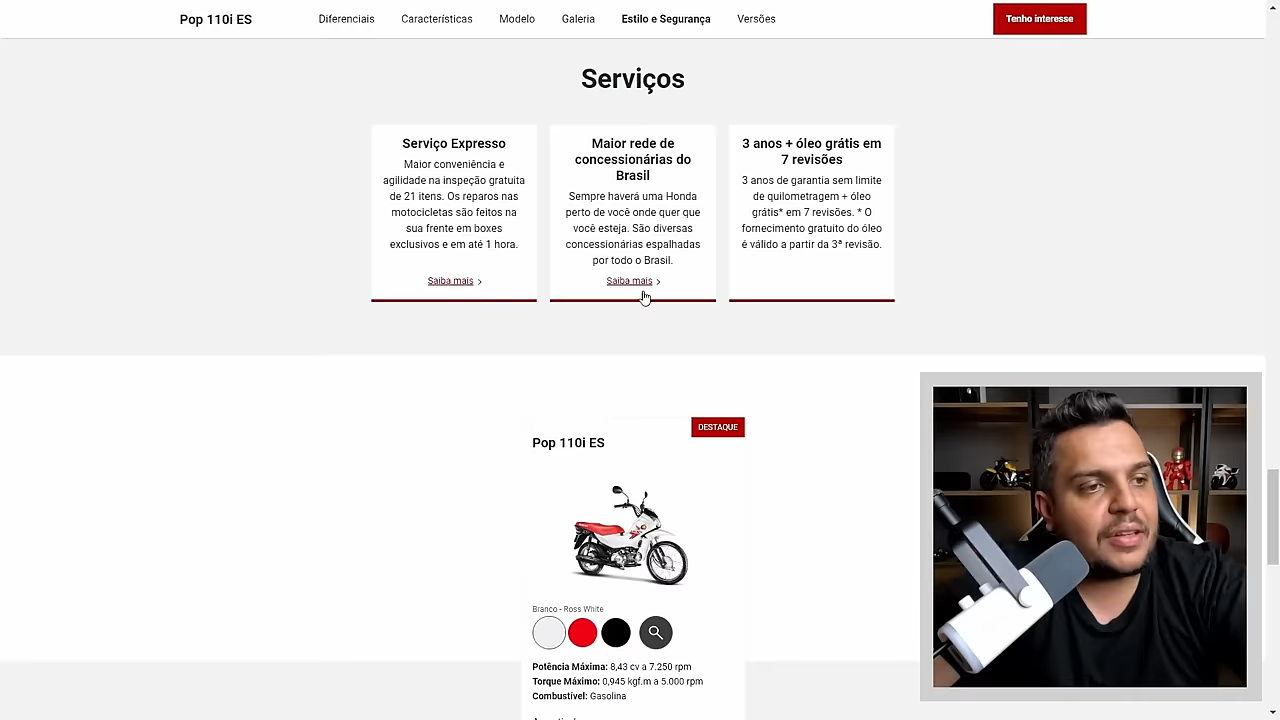 Pop 110i ES
Diferenciais
Características
Modelo
Galeria
Estilo e Segurança
Versões
Tenho interesse
Serviços
Serviço Expresso
Maior conveniência e
agilidade na inspeção gratuita
de 21 itens. Os reparos nas
motocicletas são feitos na
sua frente em boxes
exclusivos e em até 1 hora.
Saiba mais
Maior rede de
concessionárias do
Brasil
Sempre haverá uma Honda
perto de você onde quer que
você esteja. São diversas
concessionárias espalhadas
por todo o Brasil.
Saiba mais
3 anos + óleo grátis em
7 revisões
3 anos de garantia sem limite
de quilometragem + óleo
grátis* em 7 revisões. * O
fornecimento gratuito do óleo
é válido a partir da 3ª revisão.
DESTAQUE
Pop 110i ES
Branco - Ross White
Potência Máxima: 8,43 cv a 7.250 rpm
Torque Máximo: 0,945 kgf.m a 5.000 rpm
Combustível: Gasolina